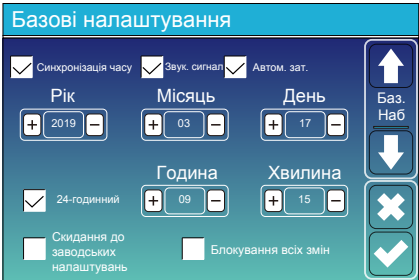 Базові налаштування
Синхронізація часу
Звук. сигнал
Автом. зат.
Рік
Місяць
День
+ 2019 −
+ 03 −
+ 17 −
Баз.
Наб
Година
Хвилина
24-годинний
+ 09 −
+ 15 −
Скидання до
заводських
налаштувань
Блокування всіх змін